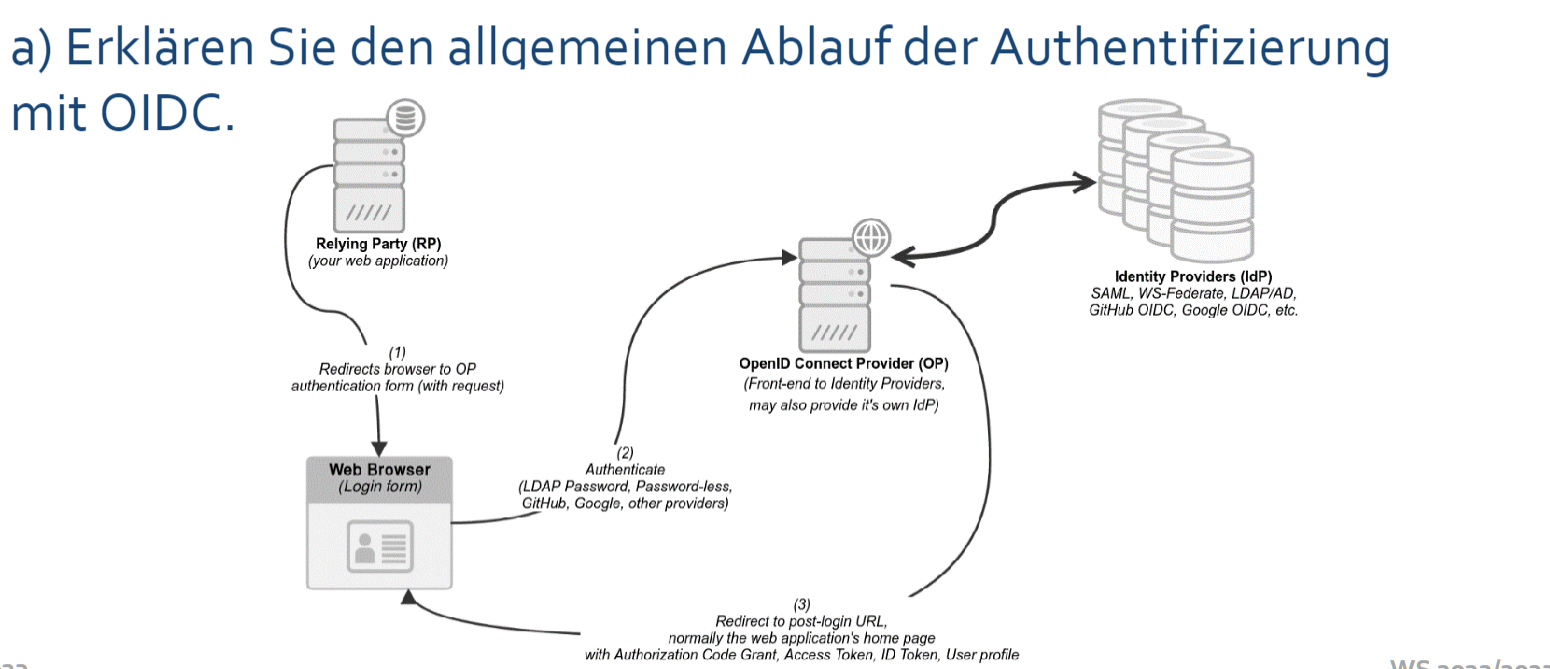 a) Erklären Sie den allgemeinen Ablauf der Authentifizierung
mit OIDC.
Relying Party (RP)
(your web application)
Identity Providers (IdP)
SAML, WS-Federate, LDAP/AD,
GitHub OIDC, Google OIDC, etc.
(1)
Redirects browser to OP
authentication form (with request)
OpenID Connect Provider (OP)
(Front-end to Identity Providers,
may also provide it's own IdP)
Web Browser
(Login form)
(2)
Authenticate
(LDAP Password, Password-less,
GitHub, Google, other providers)
(3)
Redirect to post-login URL,
normally the web application's home page
with Authorization Code Grant, Access Token, ID Token, User profile